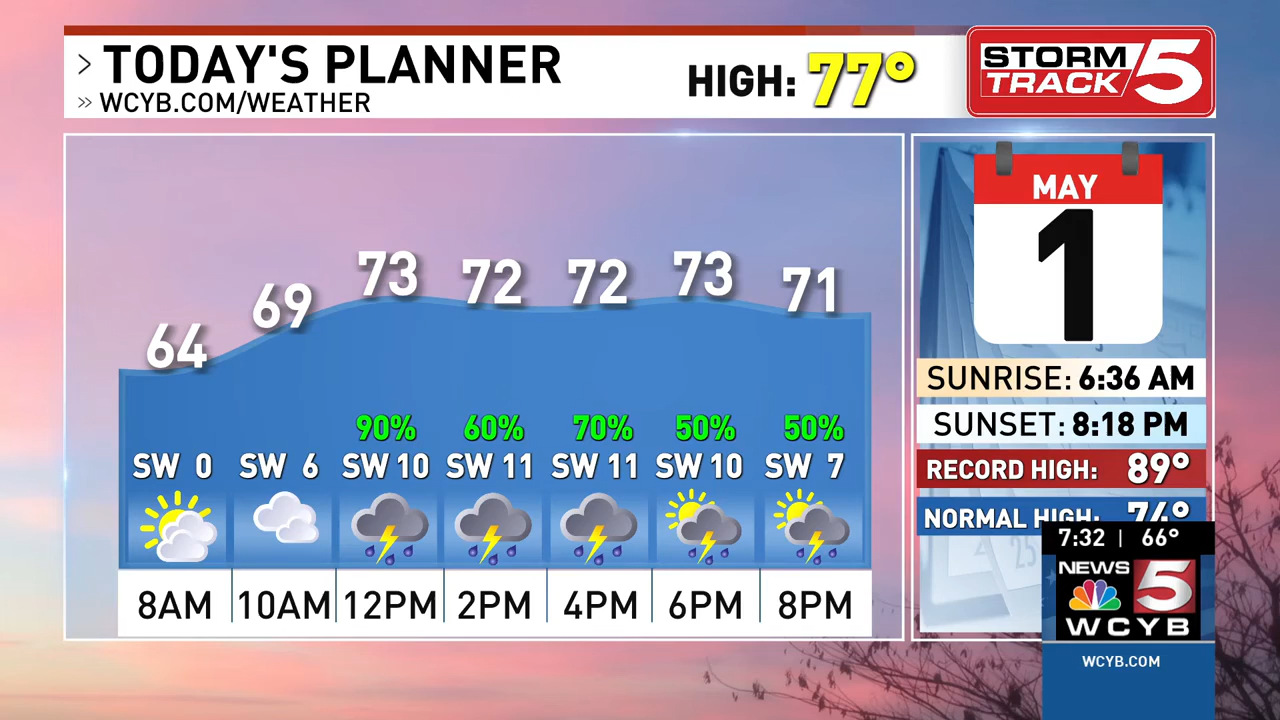 > TODAY'S PLANNER
» WCYB.COM/WEATHER
HIGH: 77°
STORM
TRACK 5
64 69 73 72 72 73 71
90% 60% 70% 50% 50%
SW 0 SW 6 SW 10 SW 11 SW 11 SW 10 SW 7
8AM 10AM 12PM 2PM 4PM 6PM 8PM
MAY
1
SUNRISE: 6:36 AM
SUNSET: 8:18 PM
RECORD HIGH: 89°
NORMAL HIGH: 74°
7:32 | 66°
NEWS 5
WCYB
WCYB.COM